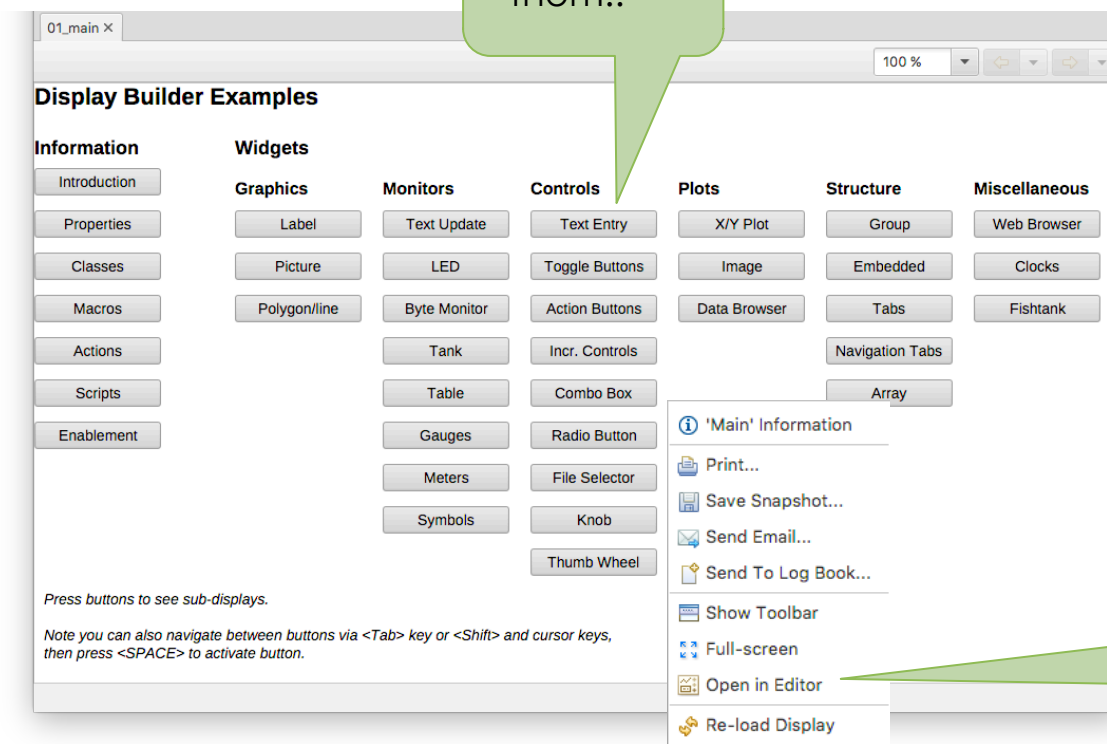 01_main ×
100 %
Display Builder Examples
Information
Widgets
Introduction
Graphics
Monitors
Controls
Plots
Structure
Miscellaneous
Properties
Label
Text Update
Text Entry
X/Y Plot
Group
Web Browser
Classes
Picture
LED
Toggle Buttons
Image
Embedded
Clocks
Macros
Polygon/line
Byte Monitor
Action Buttons
Data Browser
Tabs
Fishtank
Actions
Tank
Incr. Controls
Navigation Tabs
Scripts
Table
Combo Box
Array
Enablement
Gauges
Radio Button
Meters
File Selector
Symbols
Knob
Thumb Wheel
'Main' Information
Print...
Save Snapshot...
Send Email...
Send To Log Book...
Show Toolbar
Full-screen
Open in Editor
Re-load Display
Press buttons to see sub-displays.
Note you can also navigate between buttons via <Tab> key or <Shift> and cursor keys,
then press <SPACE> to activate button.